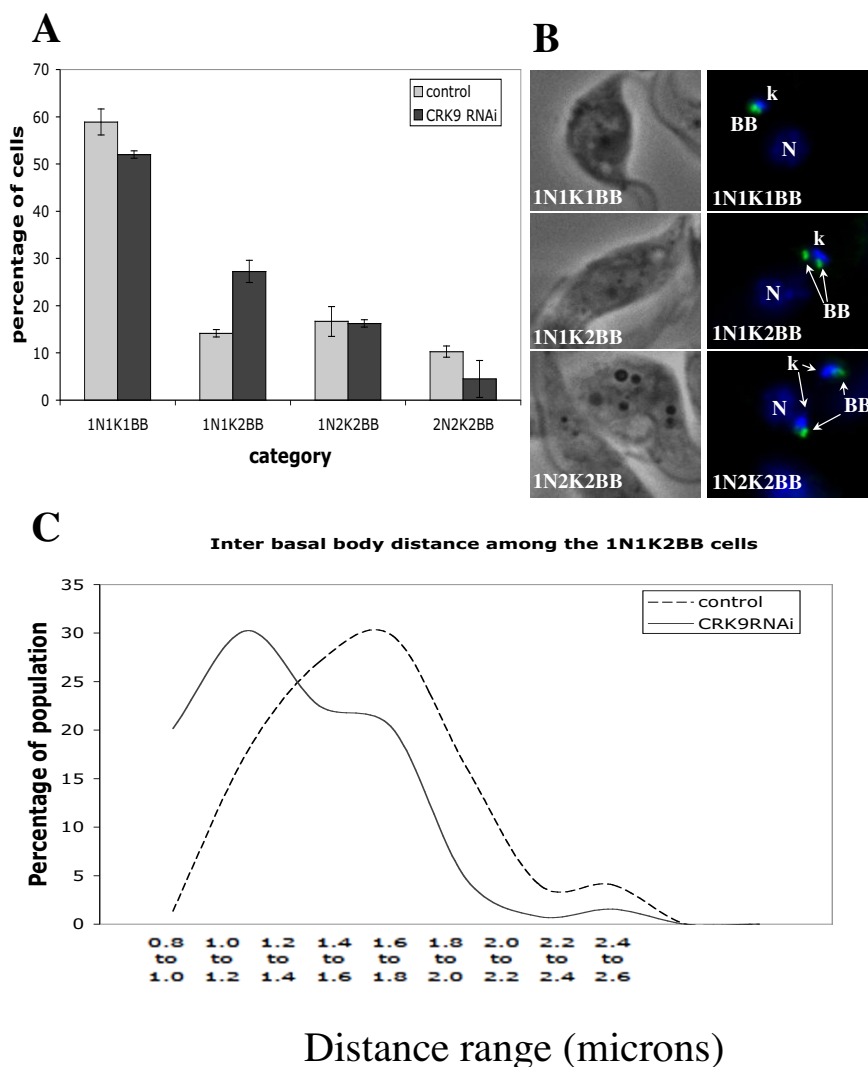 A
70
60
50
40
30
20
10
0
percentage of cells
control
CRK9 RNAi
1N1K1BB
1N1K2BB
1N2K2BB
2N2K2BB
category
B
1N1K1BB
k
BB
N
1N1K1BB
1N1K2BB
k
N
BB
1N1K2BB
1N2K2BB
k
N
BB
1N2K2BB
C
Inter basal body distance among the 1N1K2BB cells
35
30
25
20
15
10
5
0
Percentage of population
control
CRK9RNAi
0.8 1.0 1.2 1.4 1.6 1.8 2.0 2.2 2.4
to to to to to to to to to
1.0 1.2 1.4 1.6 1.8 2.0 2.2 2.4 2.6
Distance range (microns)